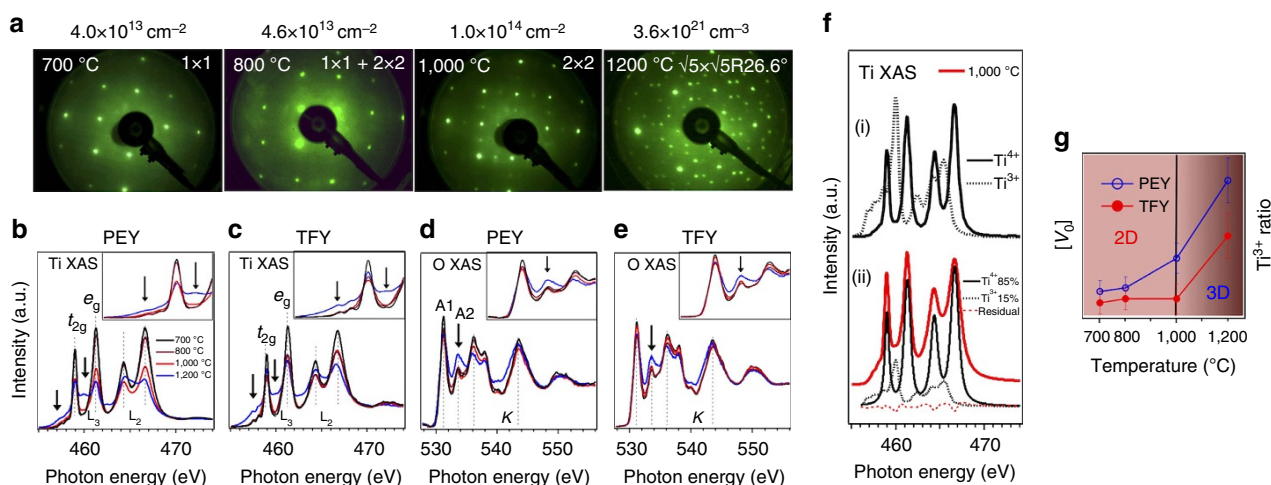 a
4.0×10¹³ cm⁻² 4.6×10¹³ cm⁻² 1.0×10¹⁴ cm⁻² 3.6×10²¹ cm⁻³
700 °C 1×1
800 °C 1×1 + 2×2
1,000 °C 2×2
1200 °C √5×√5R26.6°
b PEY
Ti XAS
e_g
t_2g
700 °C
800 °C
1,000 °C
1,200 °C
L₃ L₂
460 470
Photon energy (eV)
Intensity (a.u.)
c TFY
Ti XAS
e_g
t_2g
L₃ L₂
460 470
Photon energy (eV)
d PEY
O XAS
A1
A2
K
530 540 550
Photon energy (eV)
e TFY
O XAS
K
530 540 550
Photon energy (eV)
f
Ti XAS 1,000 °C
(i)
Ti⁴⁺
Ti³⁺
(ii)
Ti⁴⁺ 85%
Ti³⁺ 15%
Residual
Intensity (a.u.)
460 470
Photon energy (eV)
g
PEY
TFY
2D
3D
[V₀]
Ti³⁺ ratio
700 800 1,000 1,200
Temperature
(°C)